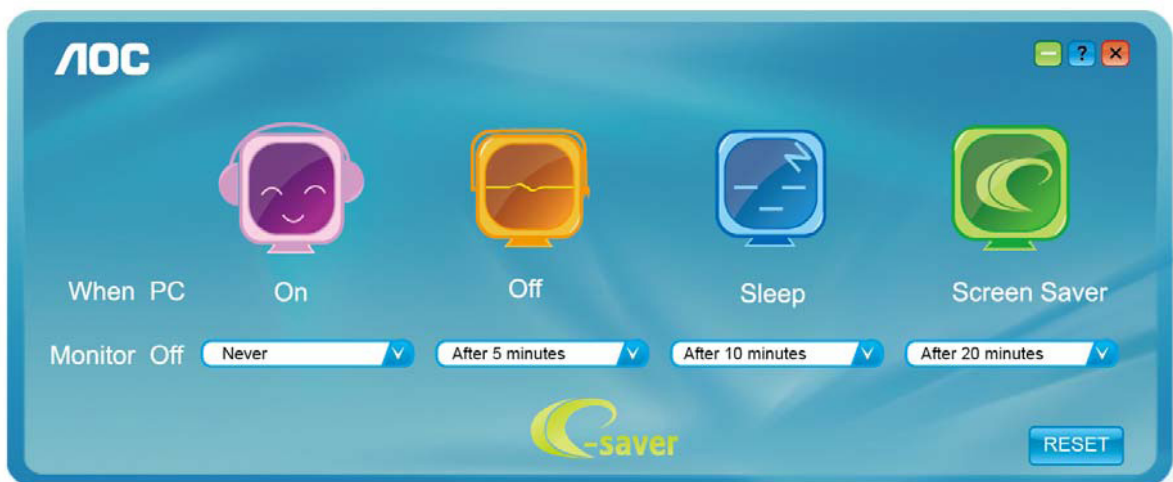 AOC
?
When PC On Off Sleep Screen Saver
Monitor Off Never After 5 minutes After 10 minutes After 20 minutes
e-saver
RESET